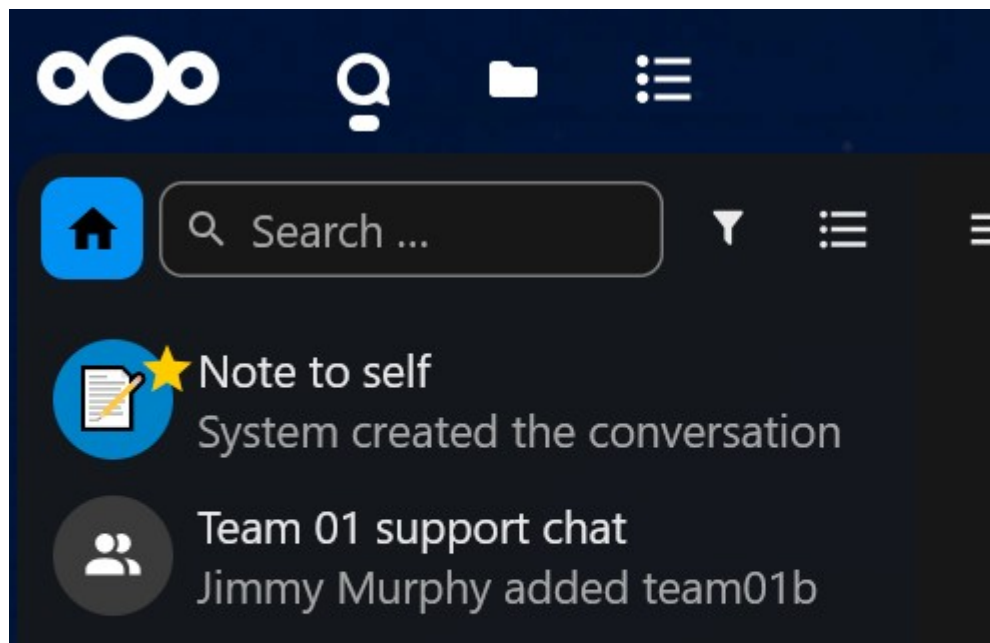 Search ...
Note to self
System created the conversation
Team 01 support chat
Jimmy Murphy added team01b